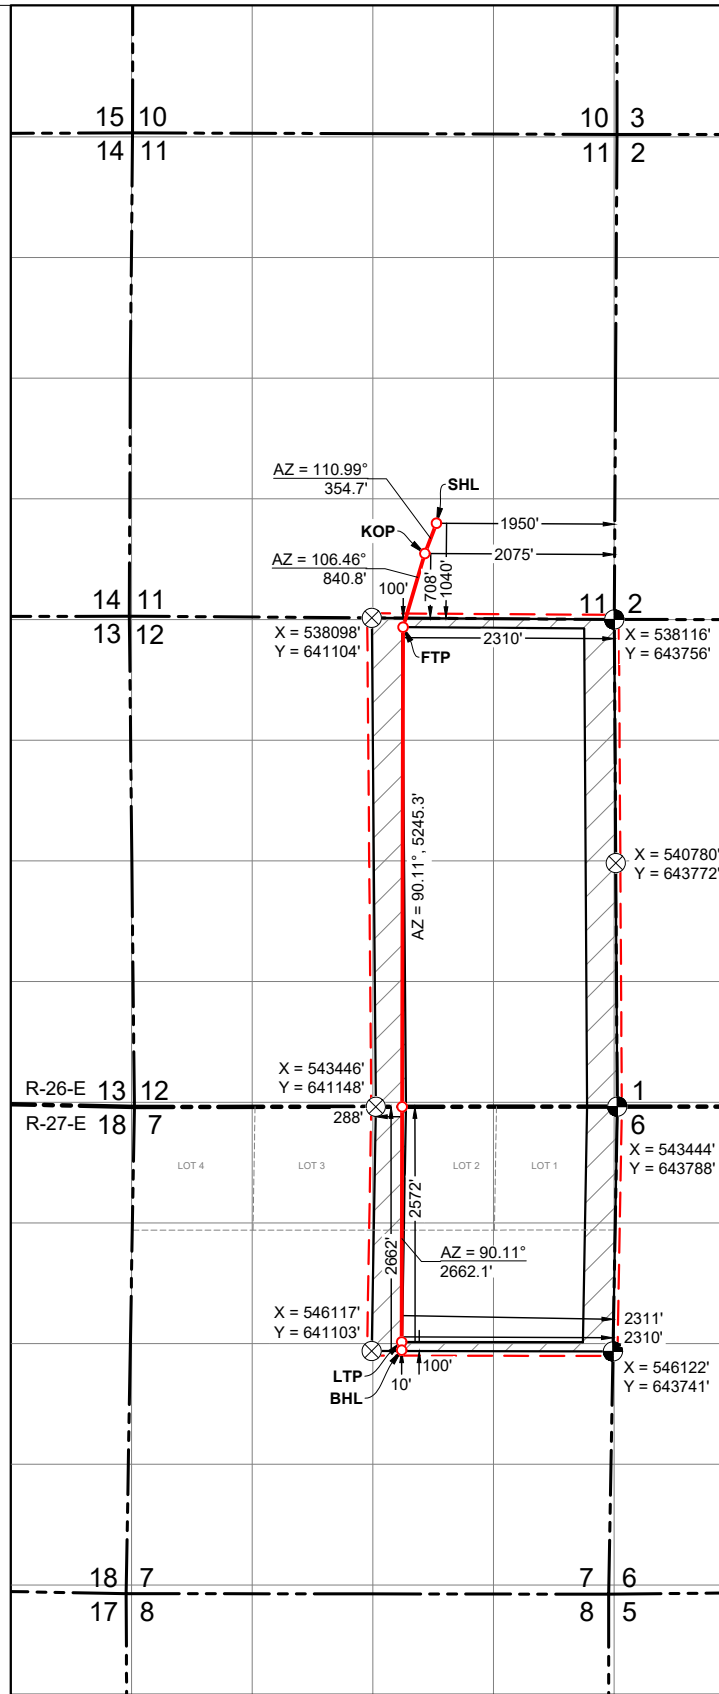 15 10
10 3
14 11
11 2
AZ = 110.99°
354.7'
SHL
1950'
KOP
2075'
AZ = 106.46°
840.8'
100'
708'
1040'
14 11
11 2
13 12
X = 538098'
Y = 641104'
X = 538116'
Y = 643756'
2310'
FTP
AZ = 90.11°, 5245.3'
X = 540780'
Y = 643772'
X = 543446'
Y = 641148'
R-26-E 13 12
1
R-27-E 18 7
6
288'
X = 543444'
Y = 643788'
LOT 4
LOT 3
LOT 2
LOT 1
2572'
2662'
AZ = 90.11°
2662.1'
X = 546117'
Y = 641103'
2311'
2310'
LTP
BHL
10'
100'
X = 546122'
Y = 643741'
18 7
7 6
17 8
8 5